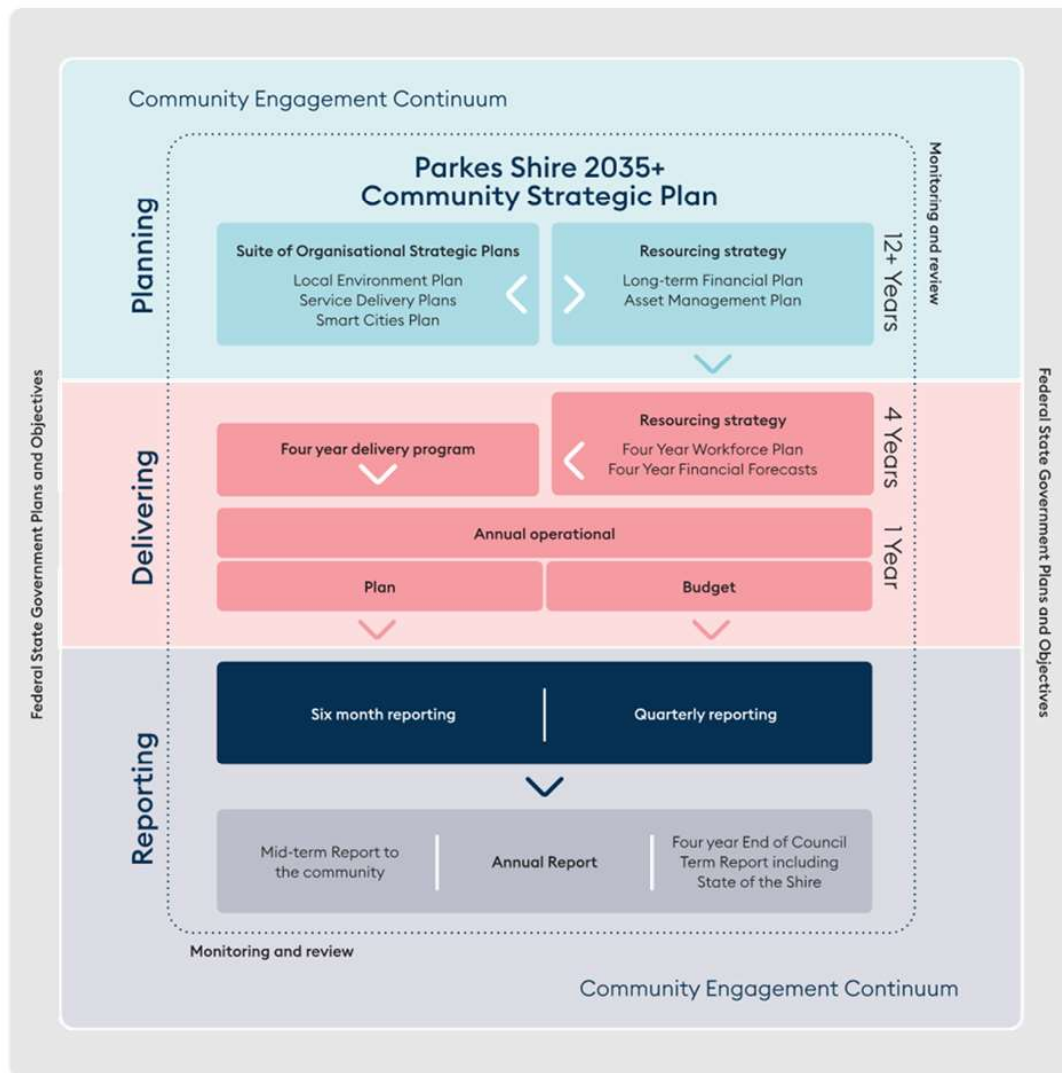 Community Engagement Continuum
Parkes Shire 2035+
Community Strategic Plan
Planning
Suite of Organisational Strategic Plans
Local Environment Plan
Service Delivery Plans
Smart Cities Plan
Resourcing strategy
Long-term Financial Plan
Asset Management Plan
12+ Years
Monitoring and review
Federal State Government Plans and Objectives
Delivering
Four year delivery program
Resourcing strategy
Four Year Workforce Plan
Four Year Financial Forecasts
4 Years
Annual operational
Plan
Budget
1 Year
Federal State Government Plans and Objectives
Reporting
Six month reporting
Quarterly reporting
Mid-term Report to
the community
Annual Report
Four year End of Council
Term Report including
State of the Shire
Monitoring and review
Community Engagement Continuum